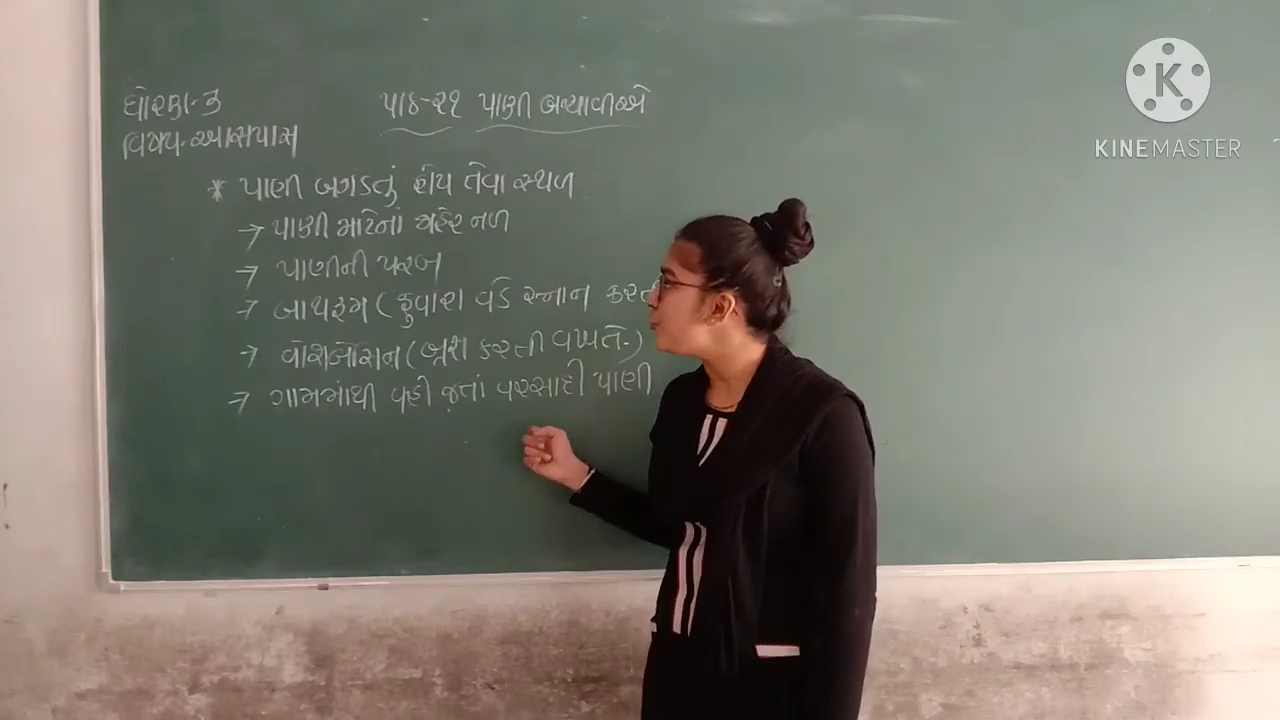 ધોરણ-૩
વિષય-આસપાસ
પાઠ-૨૧ પાણી બચાવીએ
* પાણી બગડતું હોય તેવા સ્થળ
→ પાણી માટેનાં જાહેર નળ
→ પાણીની પરબ
→ બાથરૂમ (ફુવારા વડે સ્નાન કરતી
→ વોશબેસિન (બ્રશ કરતી વખતે)
→ ગામમાંથી વહી જતાં વરસાદી પાણી
KINEMASTER